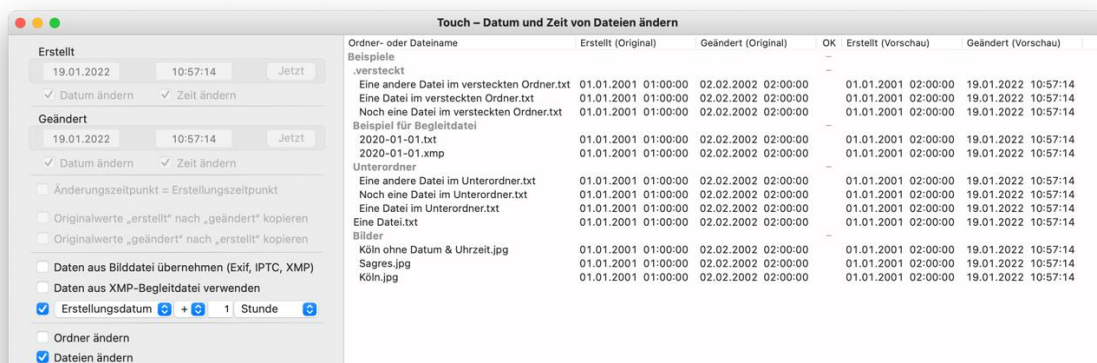 Touch – Datum und Zeit von Dateien ändern
Erstellt
19.01.2022 10:57:14 Jetzt
Datum ändern Zeit ändern
Geändert
19.01.2022 10:57:14 Jetzt
Datum ändern Zeit ändern
Änderungszeitpunkt = Erstellungszeitpunkt
Originalwerte „erstellt“ nach „geändert“ kopieren
Originalwerte „geändert“ nach „erstellt“ kopieren
Daten aus Bilddatei übernehmen (Exif, IPTC, XMP)
Daten aus XMP-Begleitdatei verwenden
Erstellungsdatum + 1 Stunde
Ordner ändern
Dateien ändern
Ordner- oder Dateiname Erstellt (Original) Geändert (Original) OK Erstellt (Vorschau) Geändert (Vorschau)
Beispiele –
.versteckt –
Eine andere Datei im versteckten Ordner.txt 01.01.2001 01:00:00 02.02.2002 02:00:00 01.01.2001 02:00:00 19.01.2022 10:57:14
Eine Datei im versteckten Ordner.txt 01.01.2001 01:00:00 02.02.2002 02:00:00 01.01.2001 02:00:00 19.01.2022 10:57:14
Noch eine Datei im versteckten Ordner.txt 01.01.2001 01:00:00 02.02.2002 02:00:00 01.01.2001 02:00:00 19.01.2022 10:57:14
Beispiel für Begleitdatei –
2020-01-01.txt 01.01.2001 01:00:00 02.02.2002 02:00:00 01.01.2001 02:00:00 19.01.2022 10:57:14
2020-01-01.xmp 01.01.2001 01:00:00 02.02.2002 02:00:00 01.01.2001 02:00:00 19.01.2022 10:57:14
Unterordner –
Eine andere Datei im Unterordner.txt 01.01.2001 01:00:00 02.02.2002 02:00:00 01.01.2001 02:00:00 19.01.2022 10:57:14
Noch eine Datei im Unterordner.txt 01.01.2001 01:00:00 02.02.2002 02:00:00 01.01.2001 02:00:00 19.01.2022 10:57:14
Eine Datei im Unterordner.txt 01.01.2001 01:00:00 02.02.2002 02:00:00 01.01.2001 02:00:00 19.01.2022 10:57:14
Eine Datei.txt 01.01.2001 01:00:00 02.02.2002 02:00:00 01.01.2001 02:00:00 19.01.2022 10:57:14
Bilder –
Köln ohne Datum & Uhrzeit.jpg 01.01.2001 01:00:00 02.02.2002 02:00:00 01.01.2001 02:00:00 19.01.2022 10:57:14
Sagres.jpg 01.01.2001 01:00:00 02.02.2002 02:00:00 01.01.2001 02:00:00 19.01.2022 10:57:14
Köln.jpg 01.01.2001 01:00:00 02.02.2002 02:00:00 01.01.2001 02:00:00 19.01.2022 10:57:14